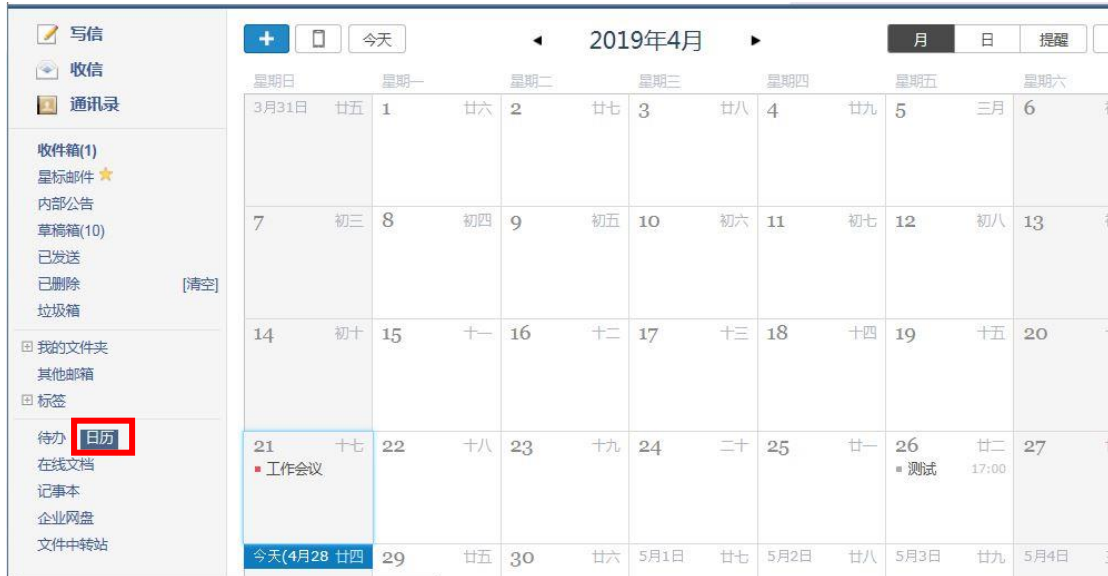 写信
收信
通讯录
收件箱(1)
星标邮件
内部公告
草稿箱(10)
已发送
已删除 [清空]
垃圾箱
我的文件夹
其他邮箱
标签
待办 日历
在线文档
记事本
企业网盘
文件中转站
+ 今天 2019年4月 月 日 提醒
星期日 星期一 星期二 星期三 星期四 星期五 星期六
3月31日 廿五 1 廿六 2 廿七 3 廿八 4 廿九 5 三月 6
7 初三 8 初四 9 初五 10 初六 11 初七 12 初八 13
14 初十 15 十一 16 十二 17 十三 18 十四 19 十五 20
21 十七 22 十八 23 十九 24 二十 25 廿一 26 廿二 27
工作会议 测试 17:00
今天(4月28 廿四 29 廿五 30 廿六 5月1日 廿七 5月2日 廿八 5月3日 廿九 5月4日